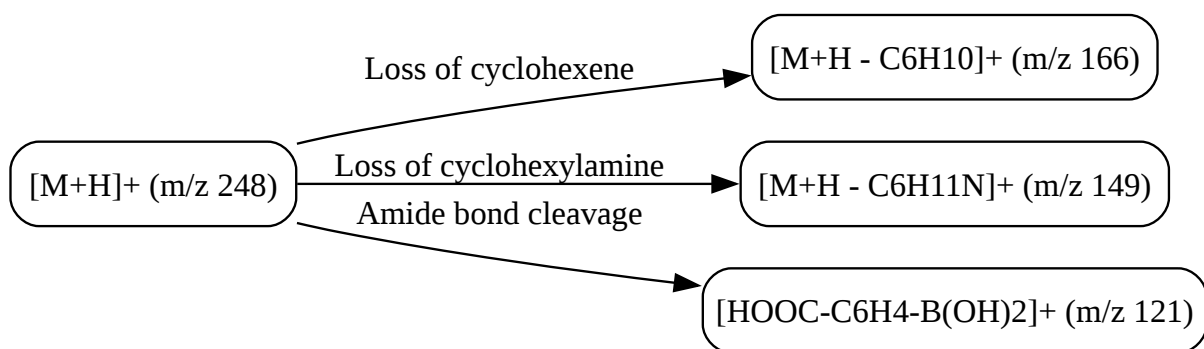 Loss of cyclohexene
[M+H - C6H10]+ (m/z 166)
[M+H]+ (m/z 248)
Loss of cyclohexylamine
[M+H - C6H11N]+ (m/z 149)
Amide bond cleavage
[HOOC-C6H4-B(OH)2]+ (m/z 121)